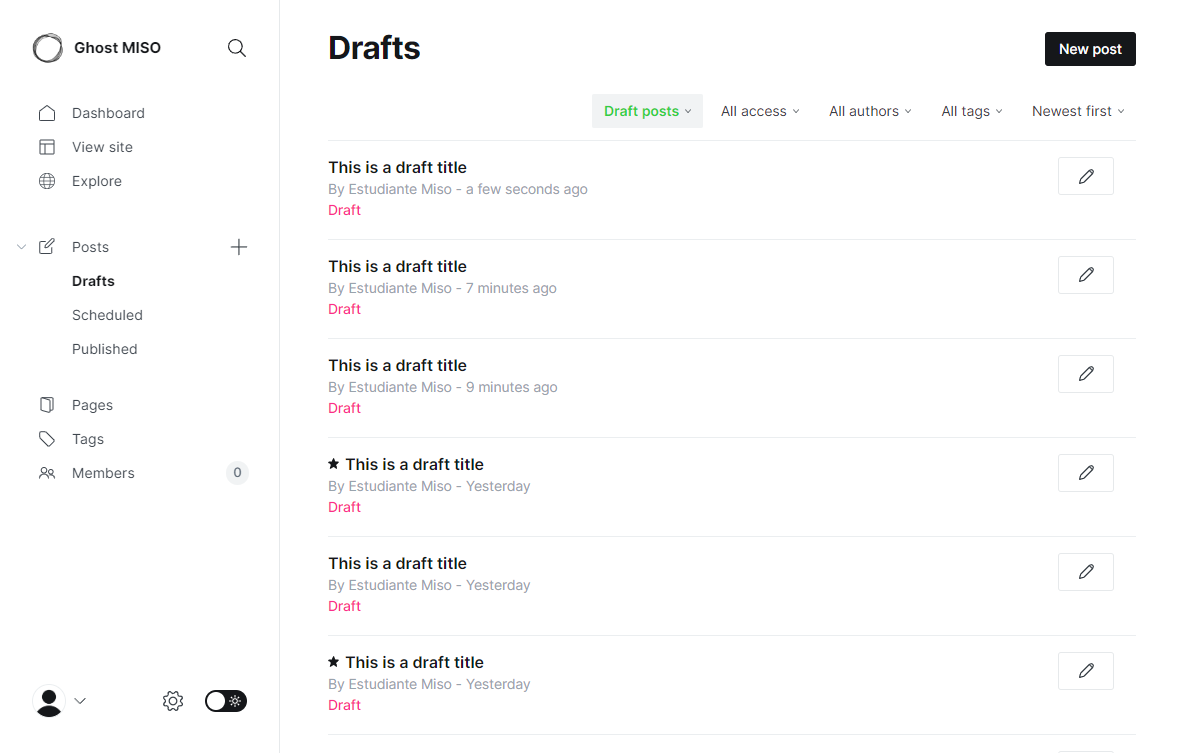 Ghost MISO
Dashboard
View site
Explore
Posts
Drafts
Scheduled
Published
Pages
Tags
Members
0
Drafts
New post
Draft posts
All access
All authors
All tags
Newest first
This is a draft title
By Estudiante Miso - a few seconds ago
Draft
This is a draft title
By Estudiante Miso - 7 minutes ago
Draft
This is a draft title
By Estudiante Miso - 9 minutes ago
Draft
This is a draft title
By Estudiante Miso - Yesterday
Draft
This is a draft title
By Estudiante Miso - Yesterday
Draft
This is a draft title
By Estudiante Miso - Yesterday
Draft